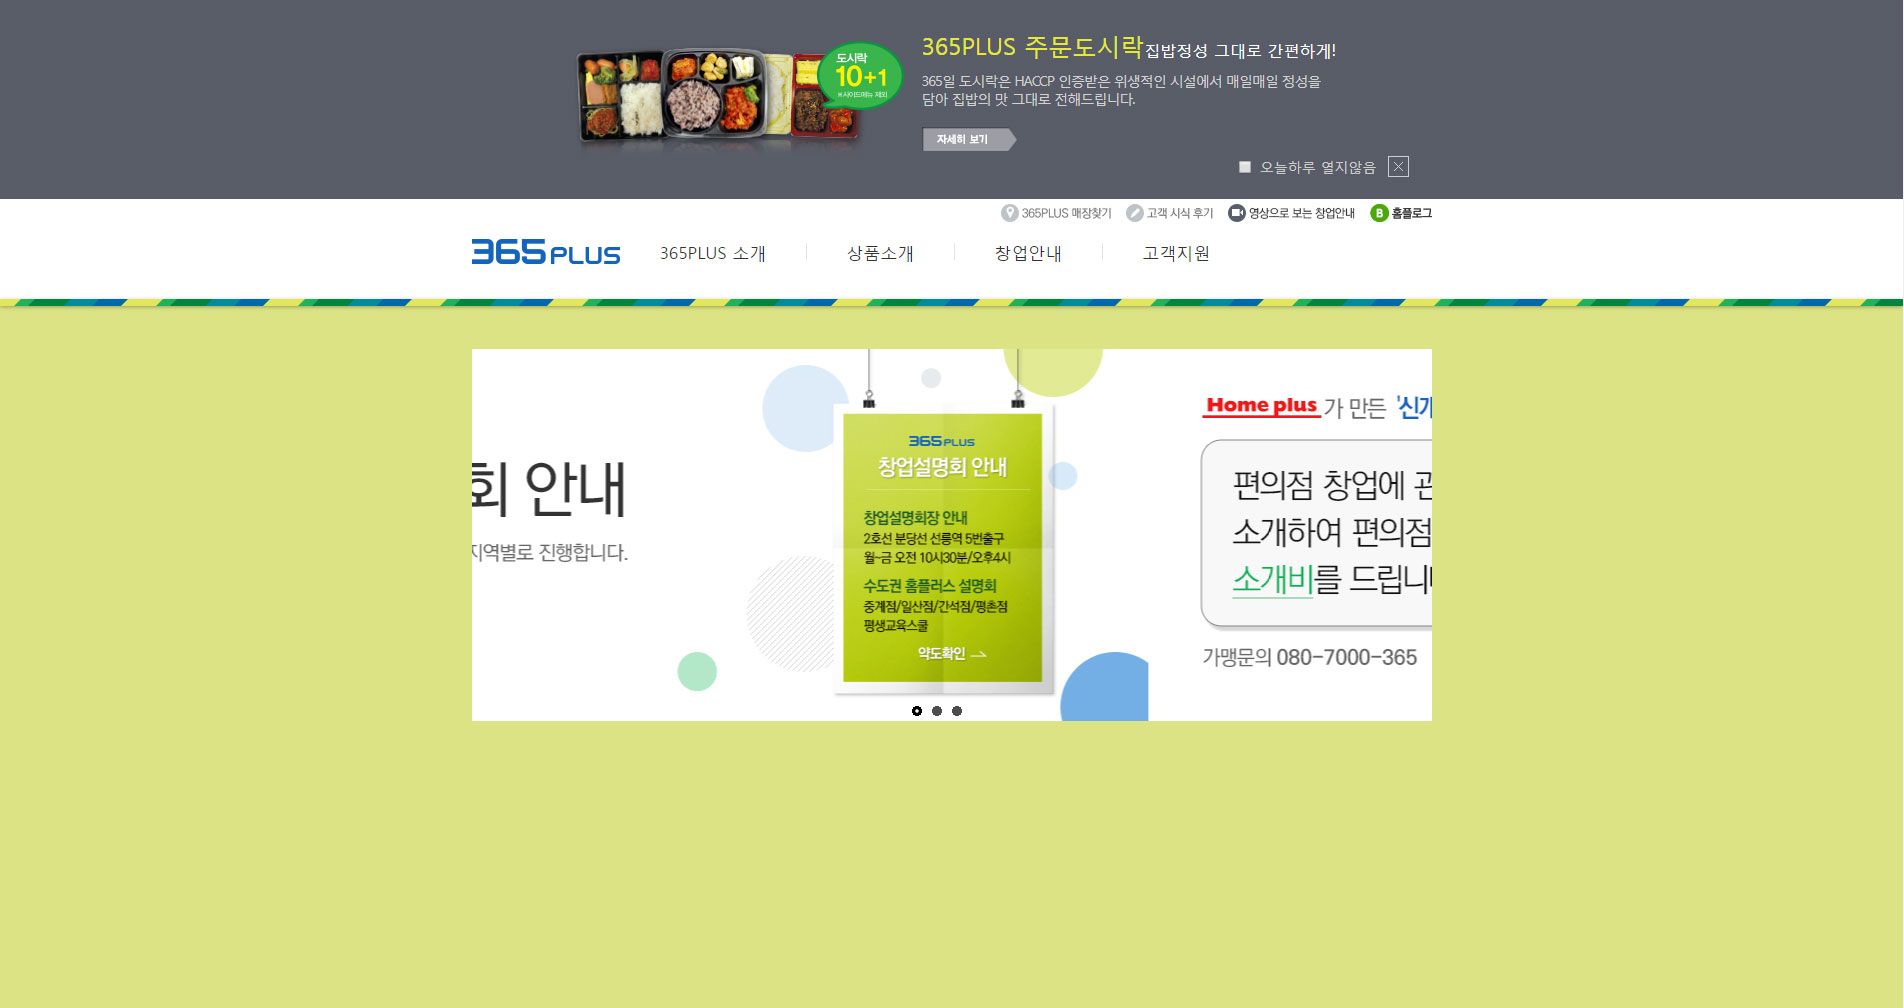 365PLUS 주문도시락집밥정성 그대로 간편하게!
도시락
10+1
※사이드메뉴 제외
365일 도시락은 HACCP 인증받은 위생적인 시설에서 매일매일 정성을
담아 집밥의 맛 그대로 전해드립니다.
자세히 보기
오늘하루 열지않음
365PLUS 매장찾기 고객 시식 후기 영상으로 보는 창업안내 B 홈플로그
365PLUS 365PLUS 소개 상품소개 창업안내 고객지원
회 안내
지역별로 진행합니다.
365PLUS
창업설명회 안내
창업설명회장 안내
2호선 분당선 선릉역 5번출구
월~금 오전 10시30분/오후4시
수도권 홈플러스 설명회
중계점/일산점/간석점/평촌점
평생교육스쿨
약도확인
Home plus 가 만든 '신개
편의점 창업에 관
소개하여 편의점
소개비를 드립니
가맹문의 080-7000-365